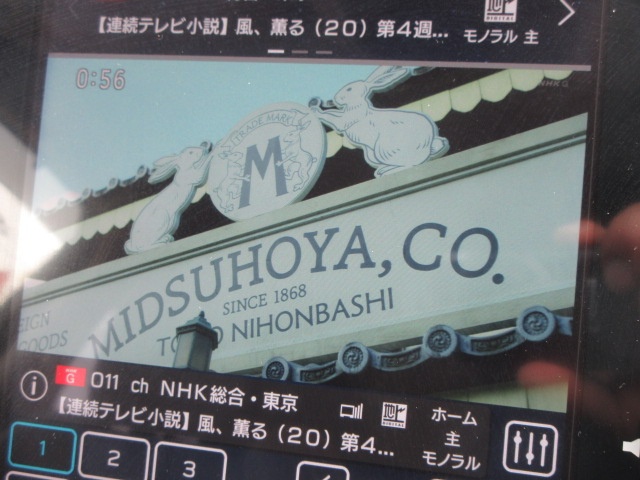 【連続テレビ小説】風、薫る（20）第4週...
モノラル 主
0:56
NHK G
TRADE MARK
M
MIDSUHOYA, CO.
SINCE 1868
NIHONBASHI
GOODS
i
G 011 ch NHK総合・東京
【連続テレビ小説】風、薫る（20）第4...
DIGITAL
ホーム
主
モノラル
1 2 3